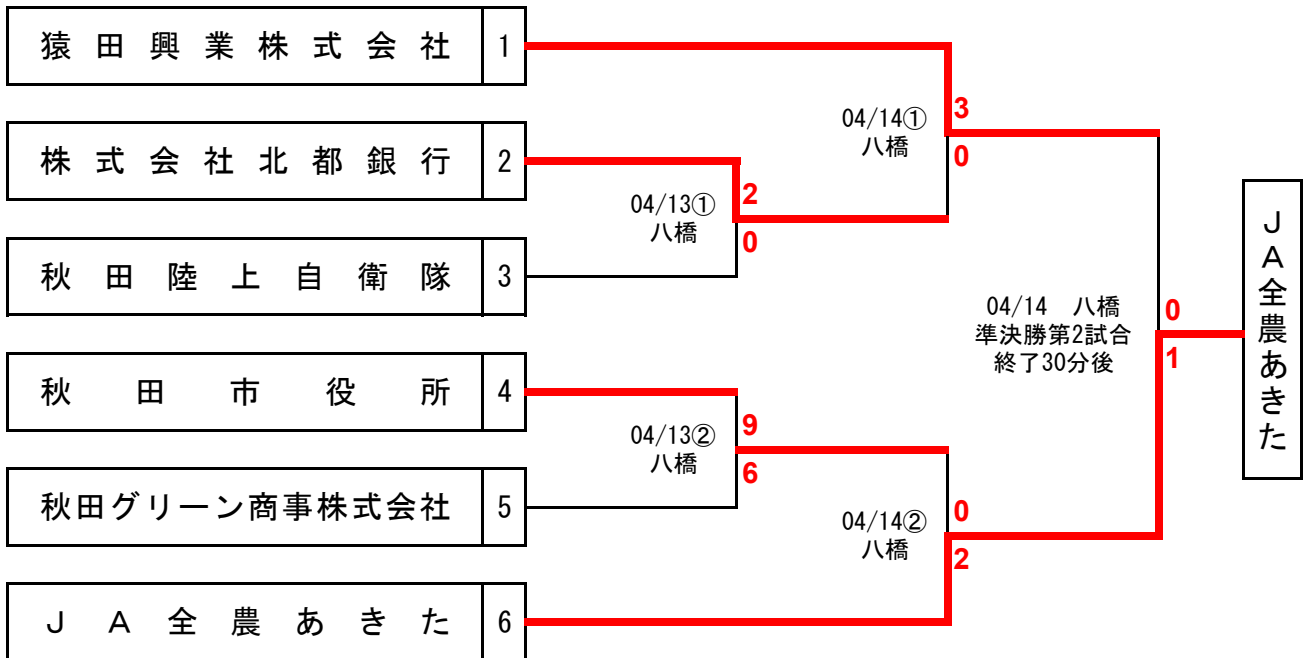 猿田興業株式会社 1
株式会社北都銀行 2
秋田陸上自衛隊 3
秋田市役所 4
秋田グリーン商事株式会社 5
JA全農あきた 6
04/13①
八橋
2
0
04/13②
八橋
9
6
04/14①
八橋
3
0
04/14②
八橋
0
2
04/14 八橋
準決勝第2試合
終了30分後
0
1
JA全農あきた